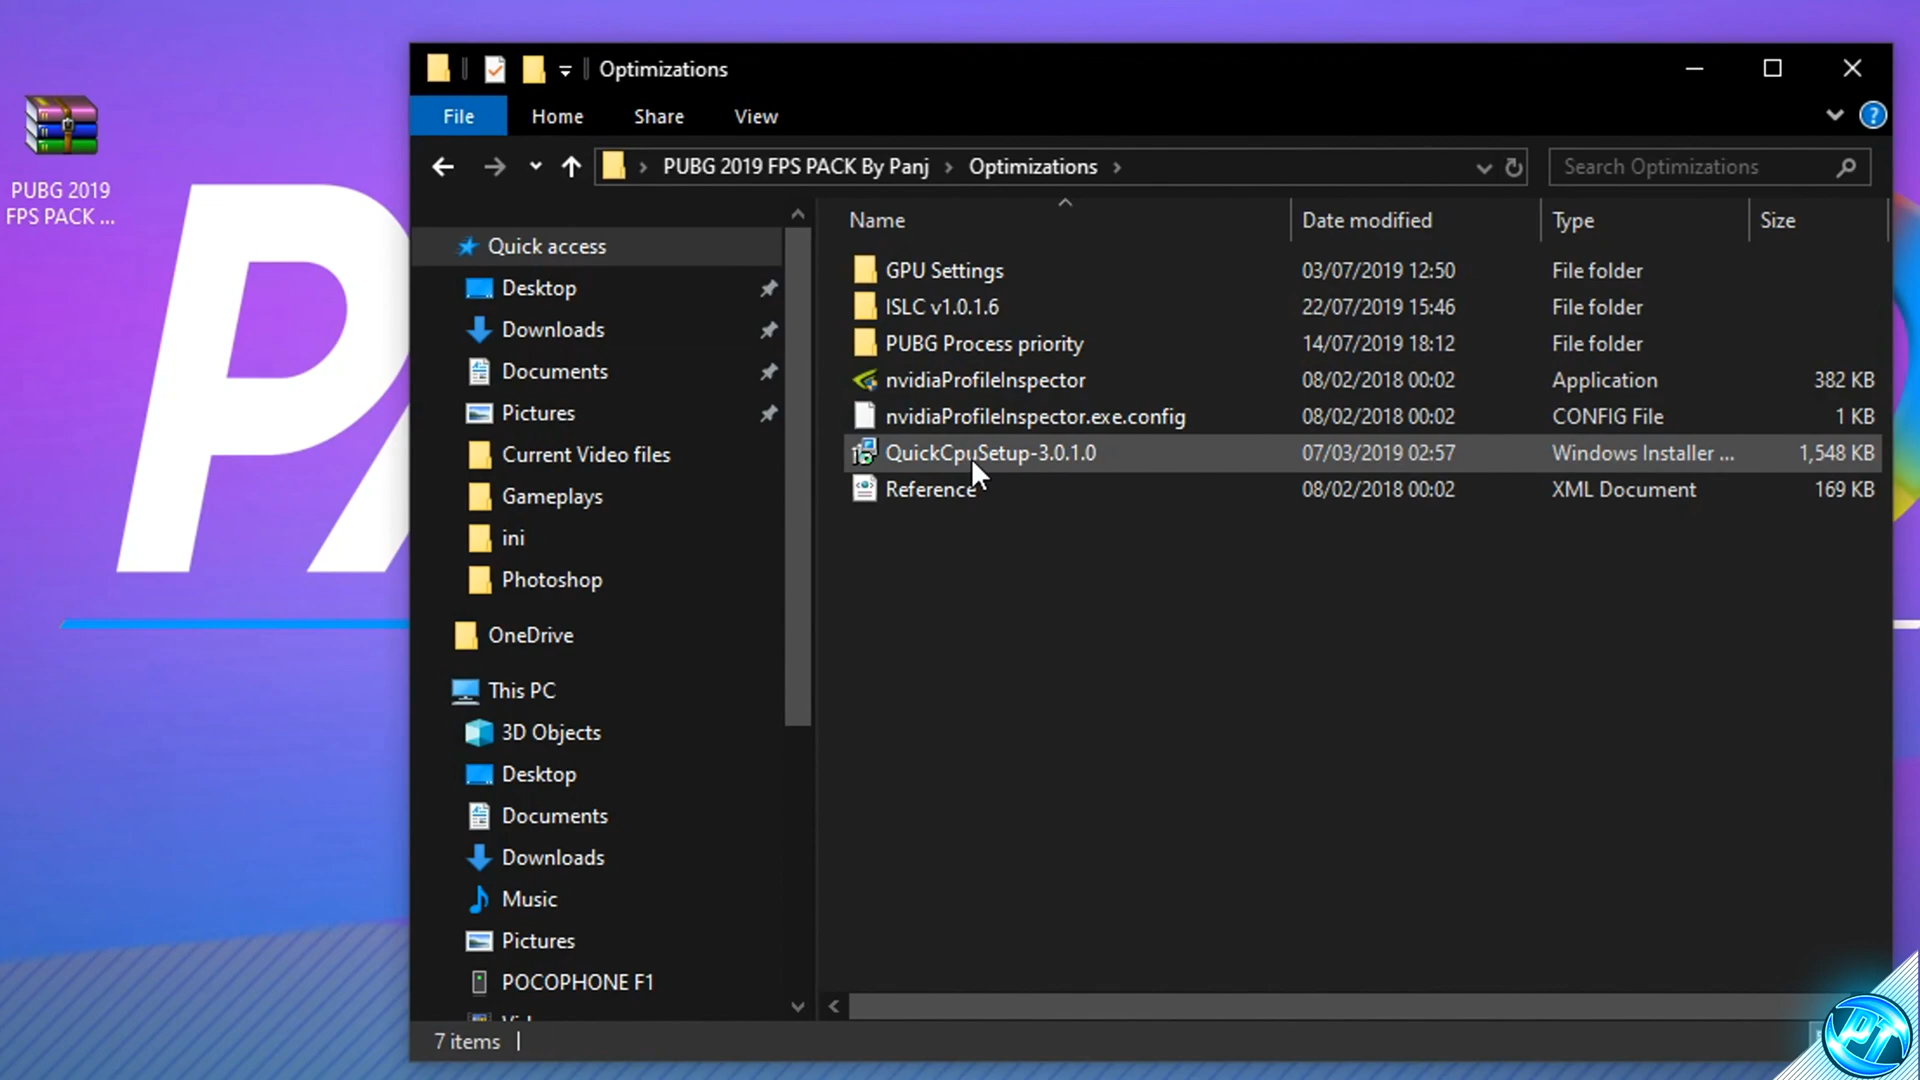 PUBG 2019
FPS PACK ...
PA
Optimizations
File Home Share View
PUBG 2019 FPS PACK By Panj > Optimizations >
Search Optimizations
Name Date modified Type Size
Quick access
Desktop
Downloads
Documents
Pictures
Current Video files
Gameplays
ini
Photoshop
OneDrive
This PC
3D Objects
Desktop
Documents
Downloads
Music
Pictures
POCOPHONE F1
GPU Settings 03/07/2019 12:50 File folder
ISLC v1.0.1.6 22/07/2019 15:46 File folder
PUBG Process priority 14/07/2019 18:12 File folder
nvidiaProfileInspector 08/02/2018 00:02 Application 382 KB
nvidiaProfileInspector.exe.config 08/02/2018 00:02 CONFIG File 1 KB
QuickCpuSetup-3.0.1.0 07/03/2019 02:57 Windows Installer ... 1,548 KB
Reference 08/02/2018 00:02 XML Document 169 KB
7 items
PJT